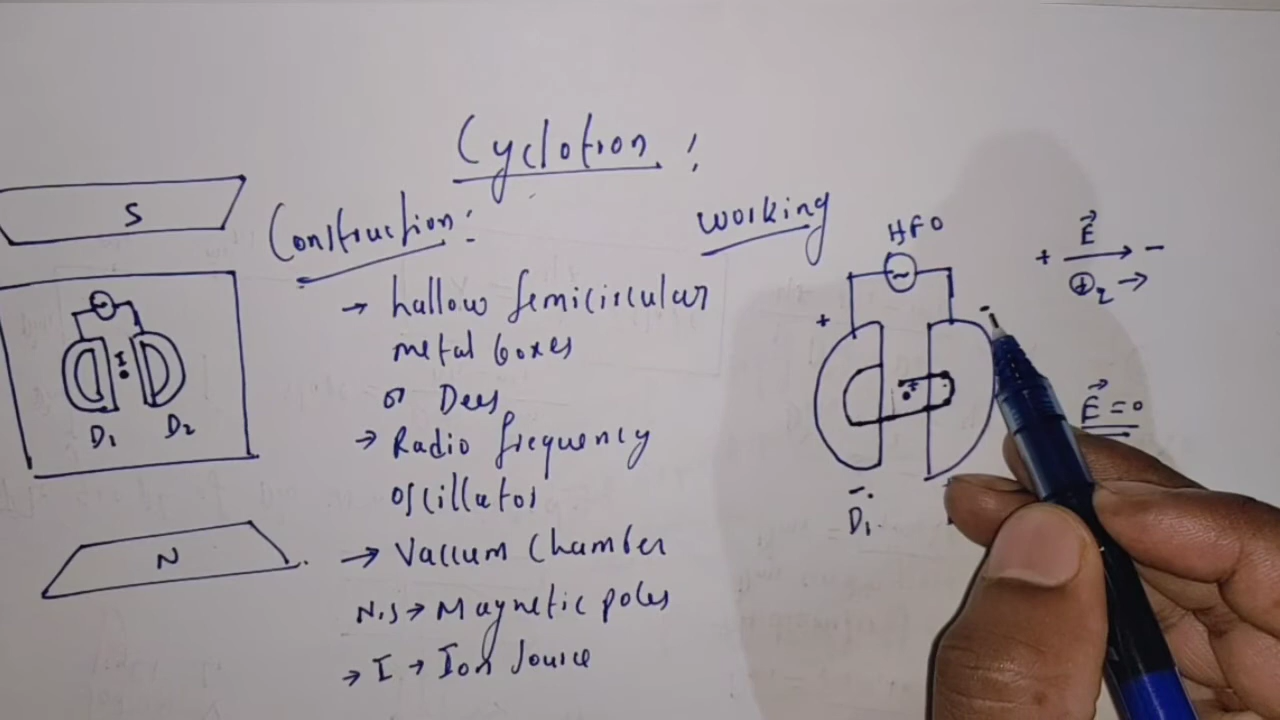 Cyclotron :
S
D1
D2
N
Construction :
→ hallow semicircular
metal boxes
or Dees
→ Radio frequency
oscillator
→ Vaccum Chamber
N,S → Magnetic poles
→ I → Ion source
I
working
HFO
~
+
-
+
-
D1
+ E⃗ → -
⊕q →
E⃗ = 0